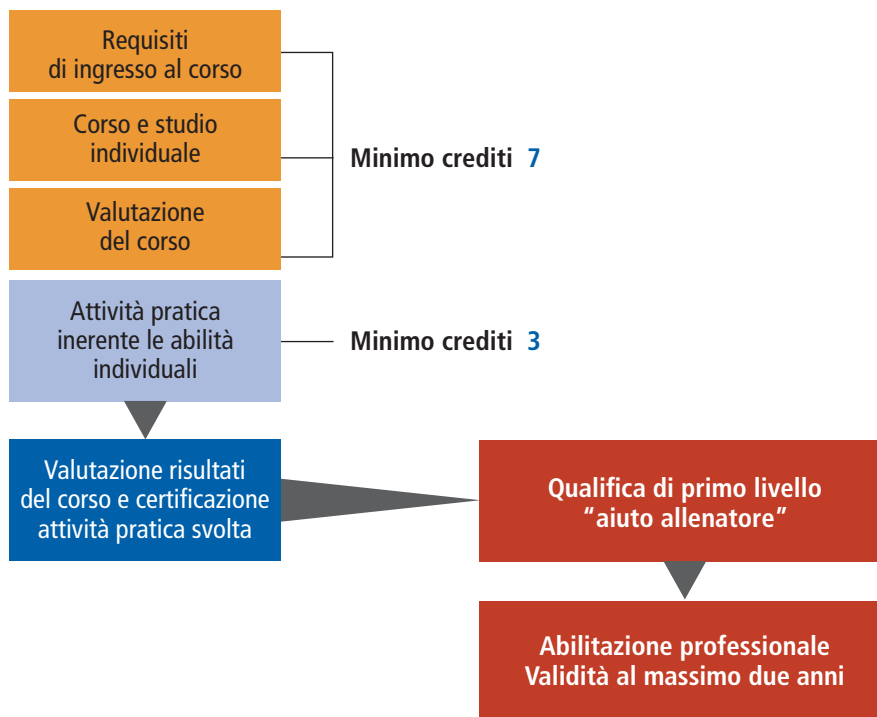 Requisiti
di ingresso al corso
Corso e studio
individuale
Minimo crediti 7
Valutazione
del corso
Attività pratica
inerente le abilità
individuali
Minimo crediti 3
Valutazione risultati
del corso e certificazione
attività pratica svolta
Qualifica di primo livello
“aiuto allenatore”
Abilitazione professionale
Validità al massimo due anni